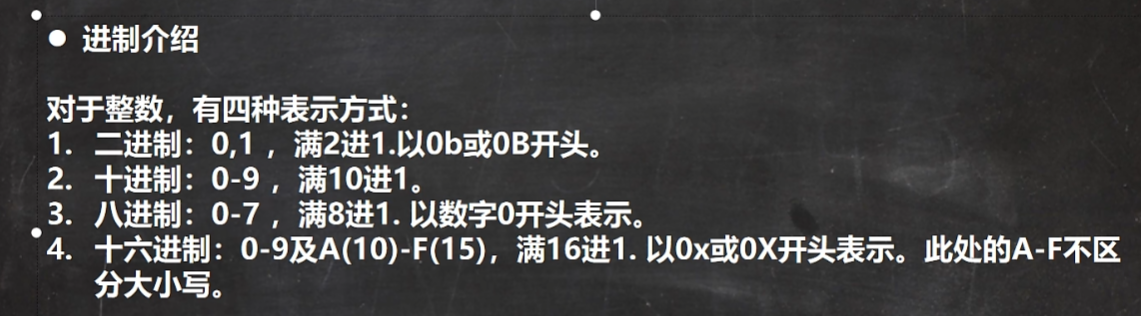 ● 进制介绍
对于整数，有四种表示方式：
1. 二进制：0,1 ，满2进1.以0b或0B开头。
2. 十进制：0-9 ，满10进1。
3. 八进制：0-7 ，满8进1. 以数字0开头表示。
4. 十六进制：0-9及A(10)-F(15)，满16进1. 以0x或0X开头表示。此处的A-F不区
分大小写。